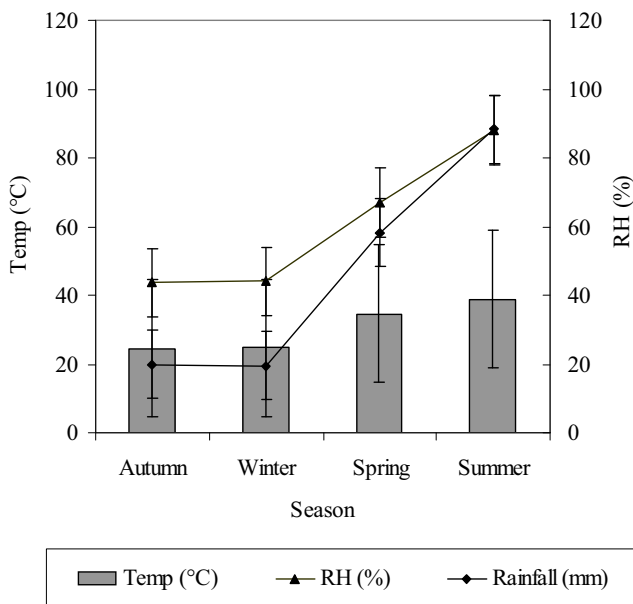 120 120
100 100
80 80
60 60
40 40
20 20
0 0
Temp (°C)
RH (%)
Autumn Winter Spring Summer
Season
Temp (°C) RH (%) Rainfall (mm)